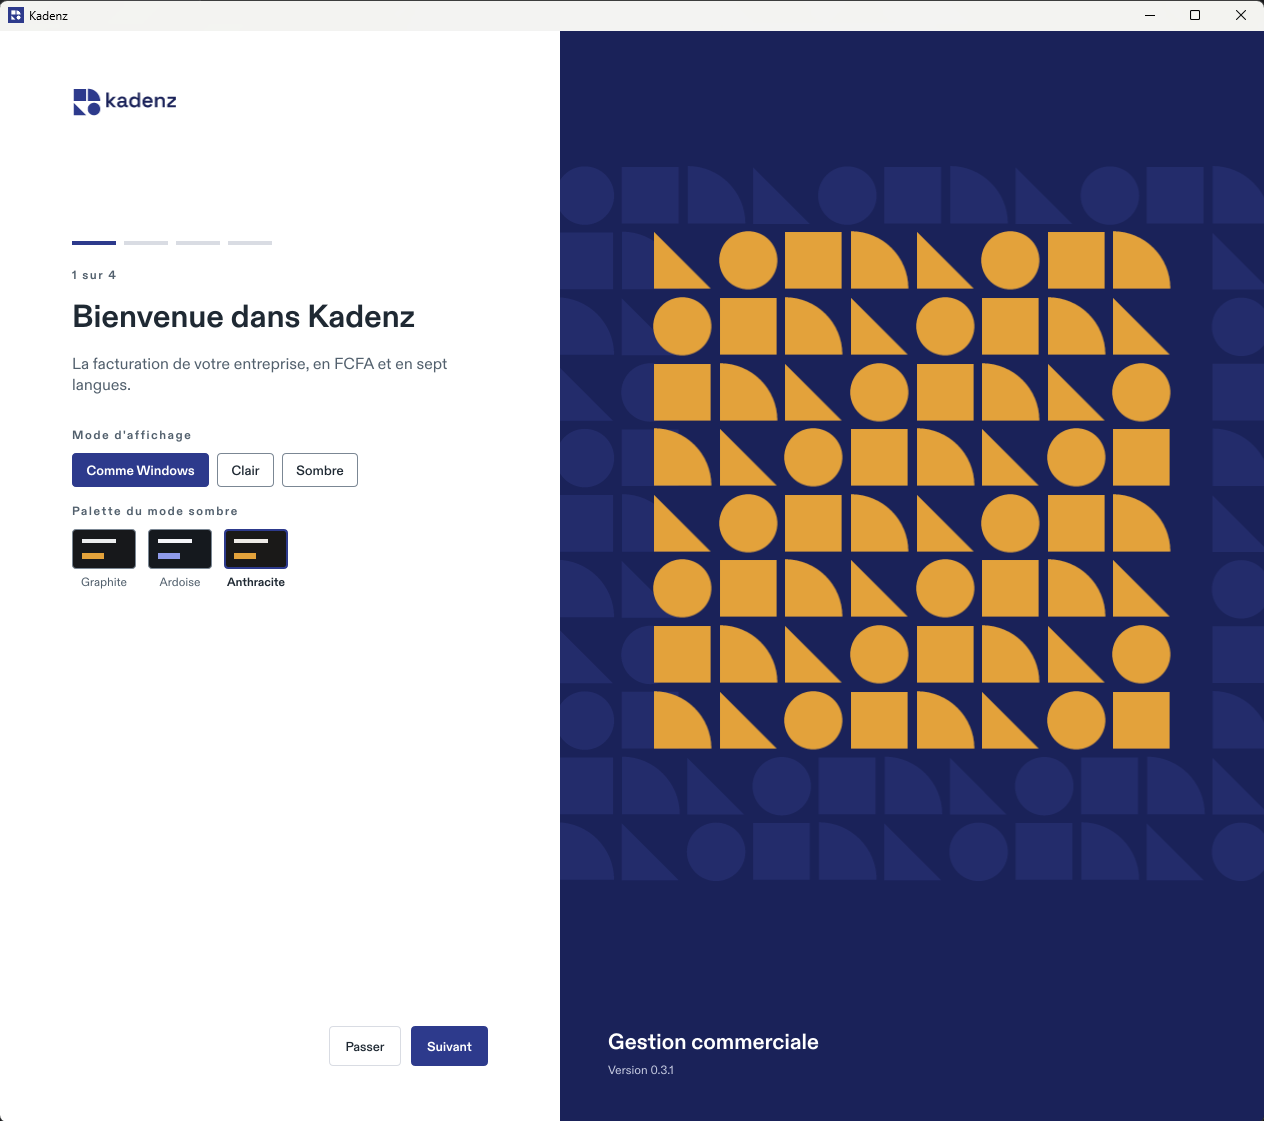 Kadenz
kadenz
1 sur 4
Bienvenue dans Kadenz
La facturation de votre entreprise, en FCFA et en sept
langues.
Mode d'affichage
Comme Windows
Clair
Sombre
Palette du mode sombre
Graphite
Ardoise
Anthracite
Passer
Suivant
Gestion commerciale
Version 0.3.1